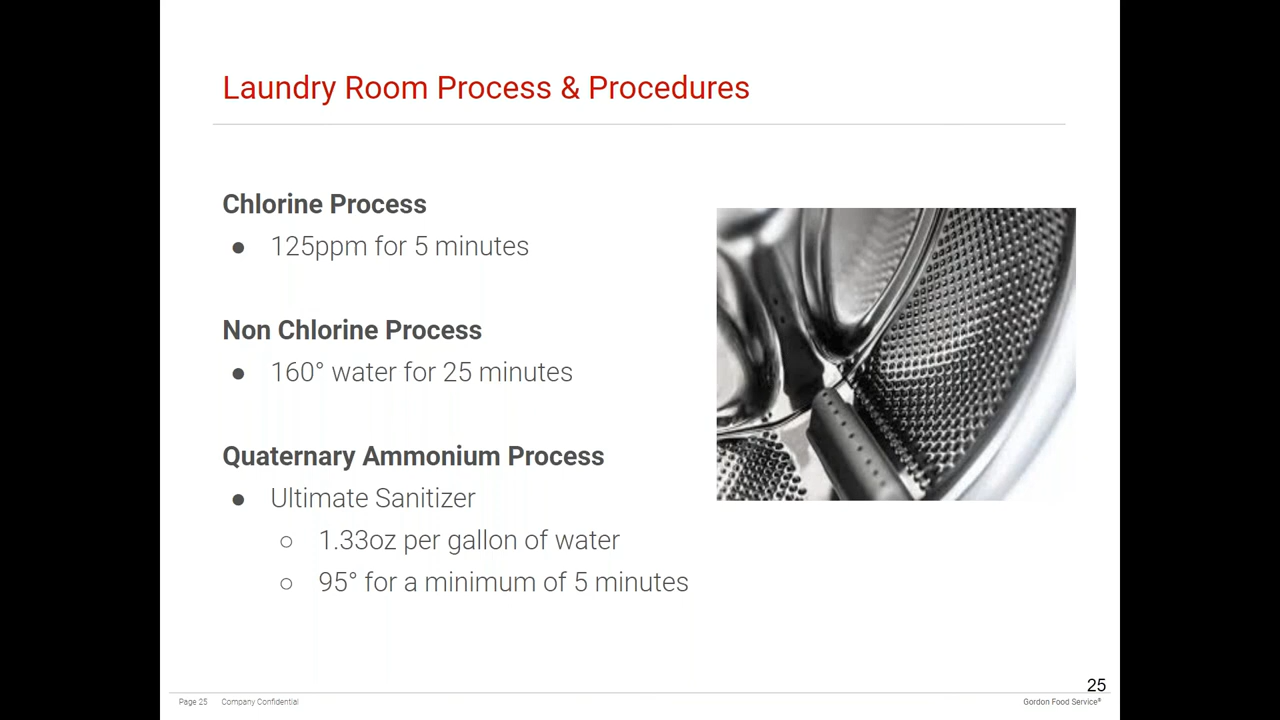 Laundry Room Process & Procedures
Chlorine Process
● 125ppm for 5 minutes
Non Chlorine Process
● 160° water for 25 minutes
Quaternary Ammonium Process
● Ultimate Sanitizer
○ 1.33oz per gallon of water
○ 95° for a minimum of 5 minutes
25
Page 25 Company Confidential Gordon Food Service®